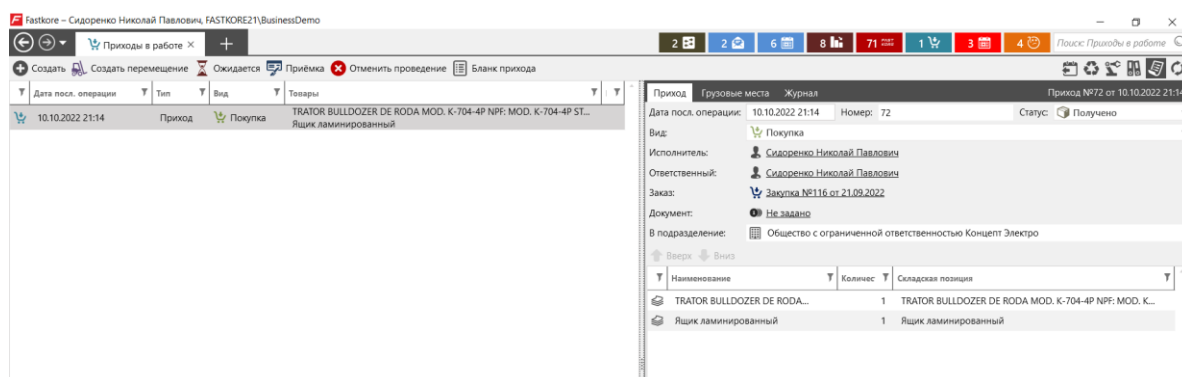 Fastkore – Сидоренко Николай Павлович, FASTKORE21\BusinessDemo
Приходы в работе
2 2 6 8 71 1 3 4 Поиск: Приходы в работе
Создать Создать перемещение Ожидается Приёмка Отменить проведение Бланк прихода
Дата посл. операции Тип Вид Товары
10.10.2022 21:14 Приход Покупка TRATOR BULLDOZER DE RODA MOD. K-704-4P NPF: MOD. K-704-4P ST...
Ящик ламинированный
Приход Грузовые места Журнал Приход №72 от 10.10.2022 21:14
Дата посл. операции: 10.10.2022 21:14 Номер: 72 Статус: Получено
Вид: Покупка
Исполнитель: Сидоренко Николай Павлович
Ответственный: Сидоренко Николай Павлович
Заказ: Закупка №116 от 21.09.2022
Документ: Не задано
В подразделение: Общество с ограниченной ответственностью Концепт Электро
Вверх Вниз
Наименование Количес Складская позиция
TRATOR BULLDOZER DE RODA... 1 TRATOR BULLDOZER DE RODA MOD. K-704-4P NPF: MOD. K...
Ящик ламинированный 1 Ящик ламинированный